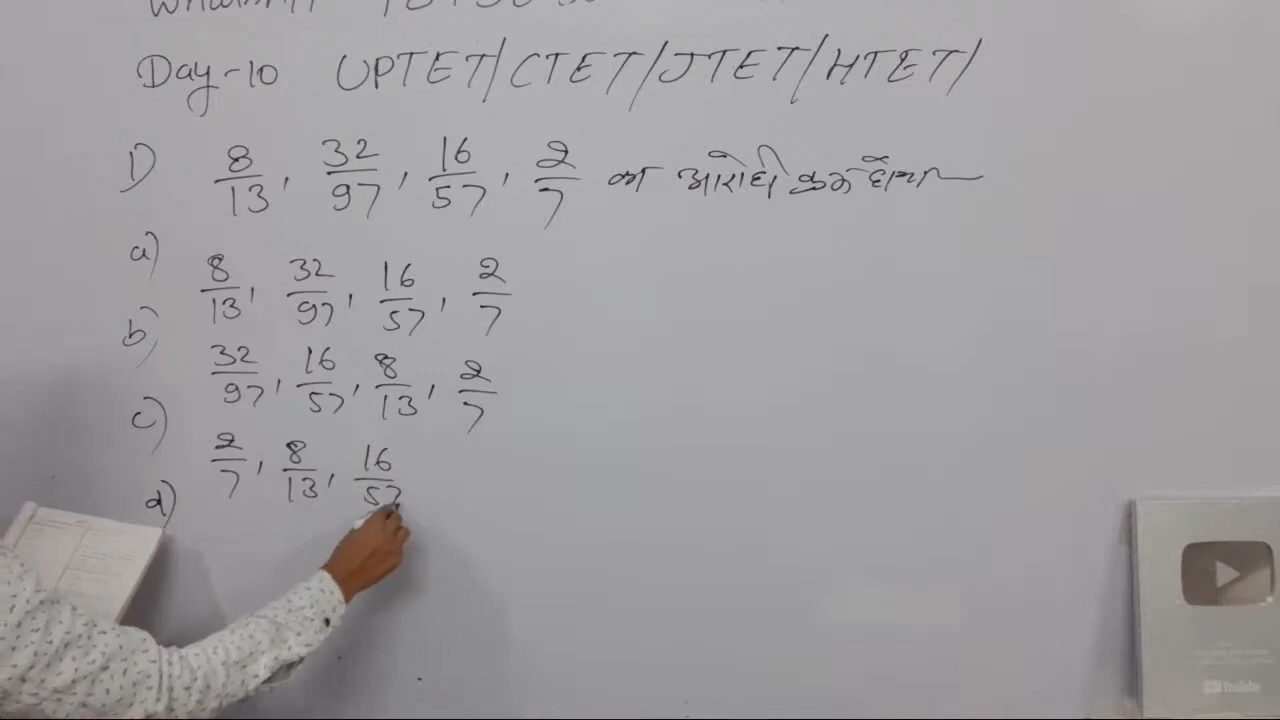 Day-10 UPTET/CTET/JTET/HTET/
1) 8/13, 32/97, 16/57, 2/7 का आरोही क्रम होगा
a) 8/13, 32/97, 16/57, 2/7
b) 32/97, 16/57, 8/13, 2/7
c) 2/7, 8/13, 16/57
d)
YouTube